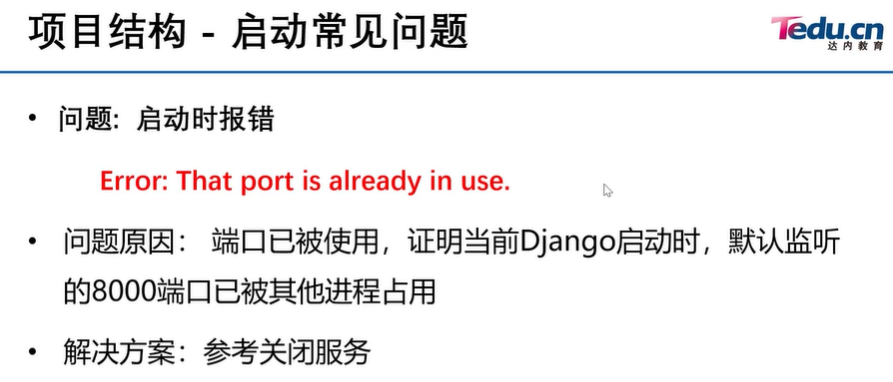 项目结构 - 启动常见问题
Tedu.cn
达内教育
• 问题: 启动时报错
Error: That port is already in use.
• 问题原因： 端口已被使用，证明当前Django启动时，默认监听
的8000端口已被其他进程占用
• 解决方案：参考关闭服务